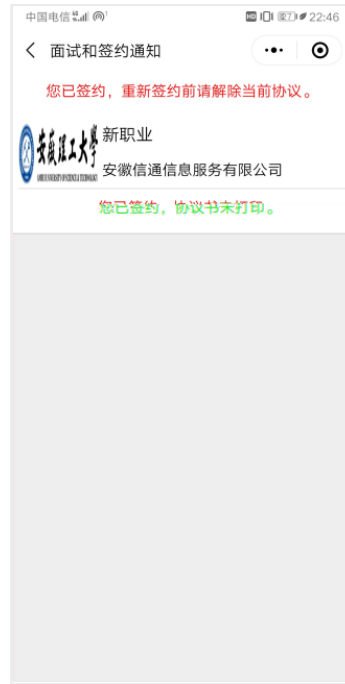 中国电信 22:46
面试和签约通知
您已签约，重新签约前请解除当前协议。
安徽理工大學
新职业
安徽信通信息服务有限公司
您已签约，协议书未打印。